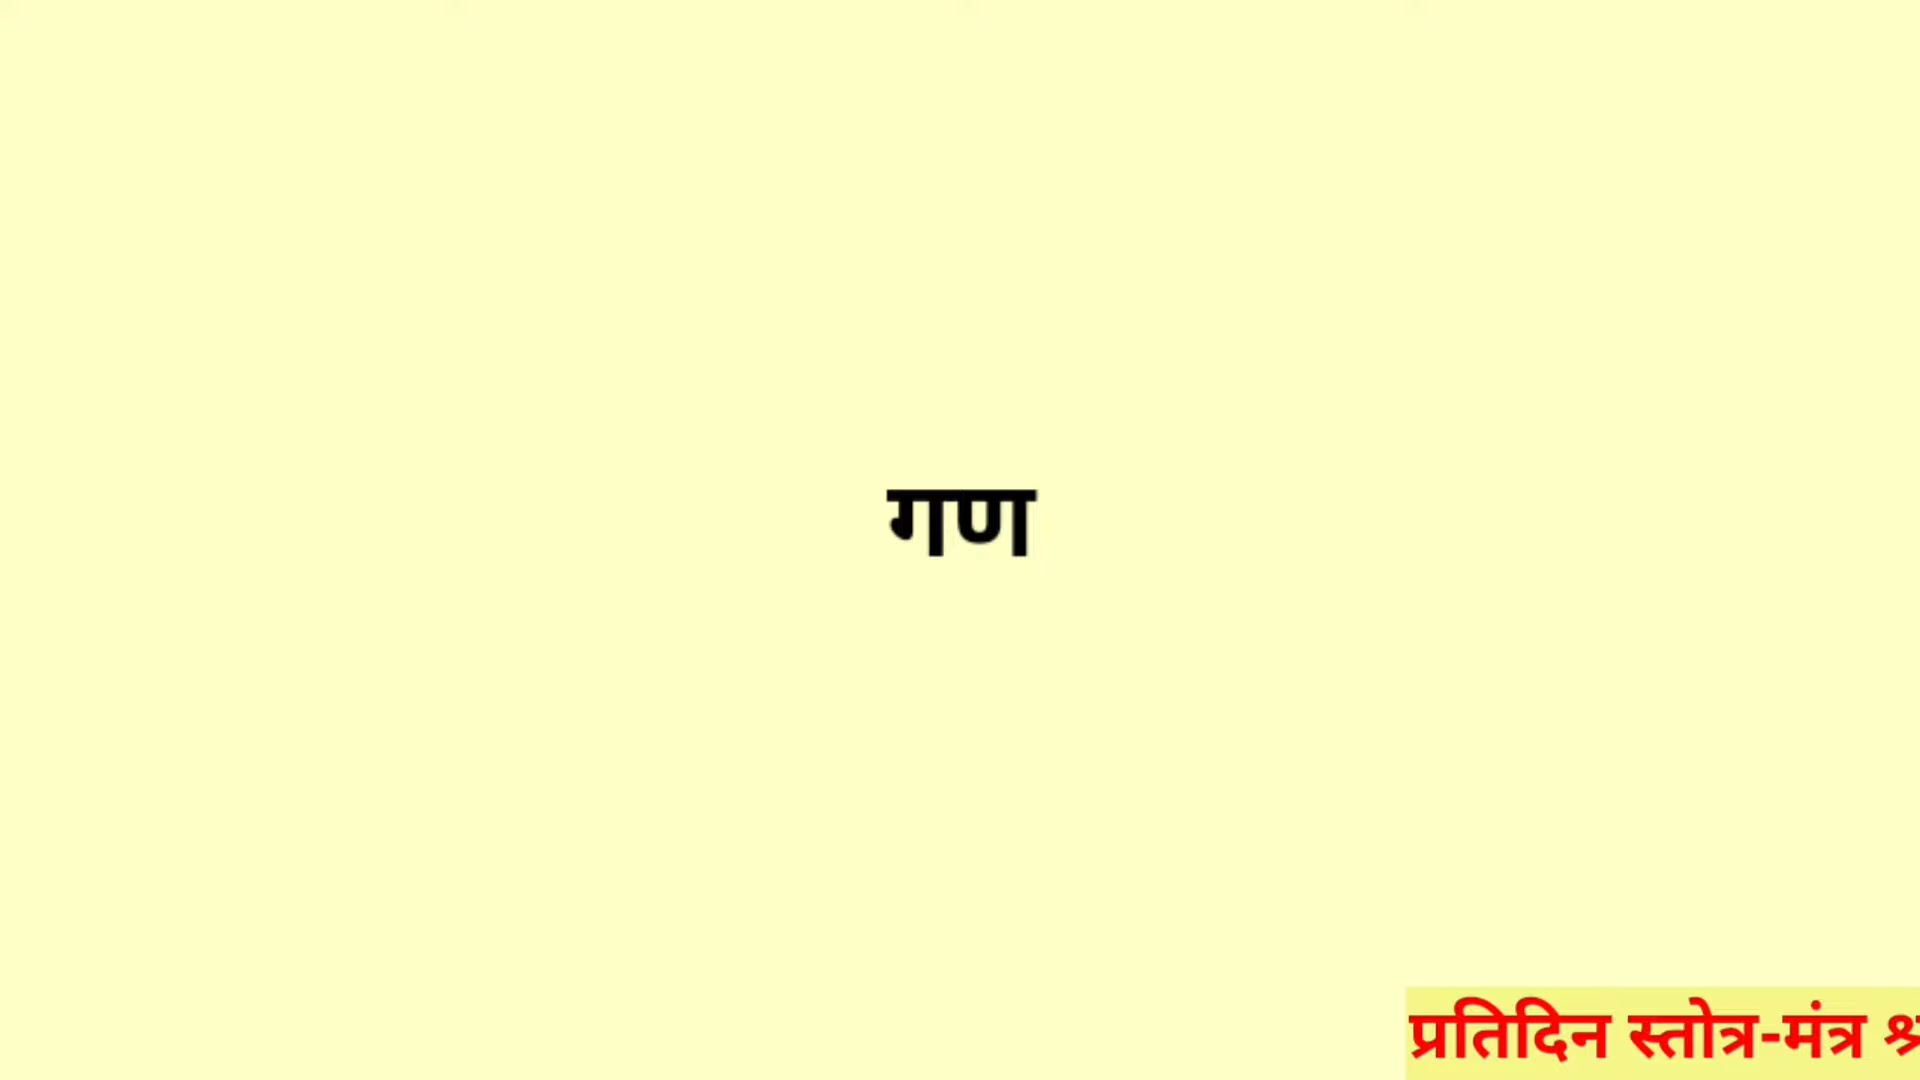 गण
प्रतिदिन स्तोत्र-मंत्र